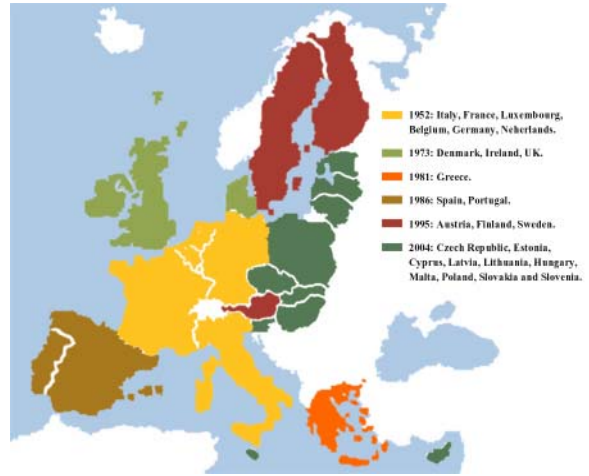 1952: Italy, France, Luxembourg,
Belgium, Germany, Neherlands.
1973: Denmark, Ireland, UK.
1981: Greece.
1986: Spain, Portugal.
1995: Austria, Finland, Sweden.
2004: Czech Republic, Estonia,
Cyprus, Latvia, Lithuania, Hungary,
Malta, Poland, Slovakia and Slovenia.